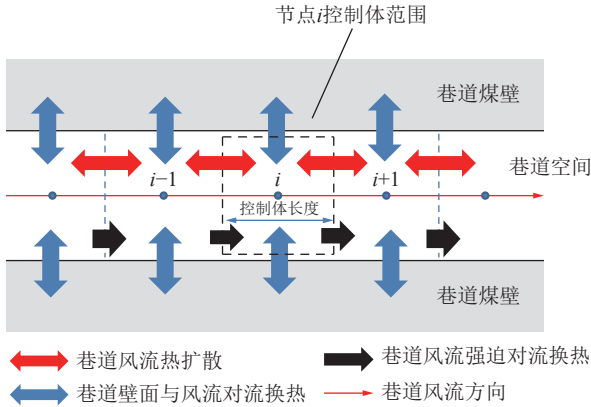 节点i控制体范围
巷道煤壁
巷道空间
i−1
i
i+1
控制体长度
巷道煤壁
巷道风流热扩散
巷道风流强迫对流换热
巷道壁面与风流对流换热
巷道风流方向